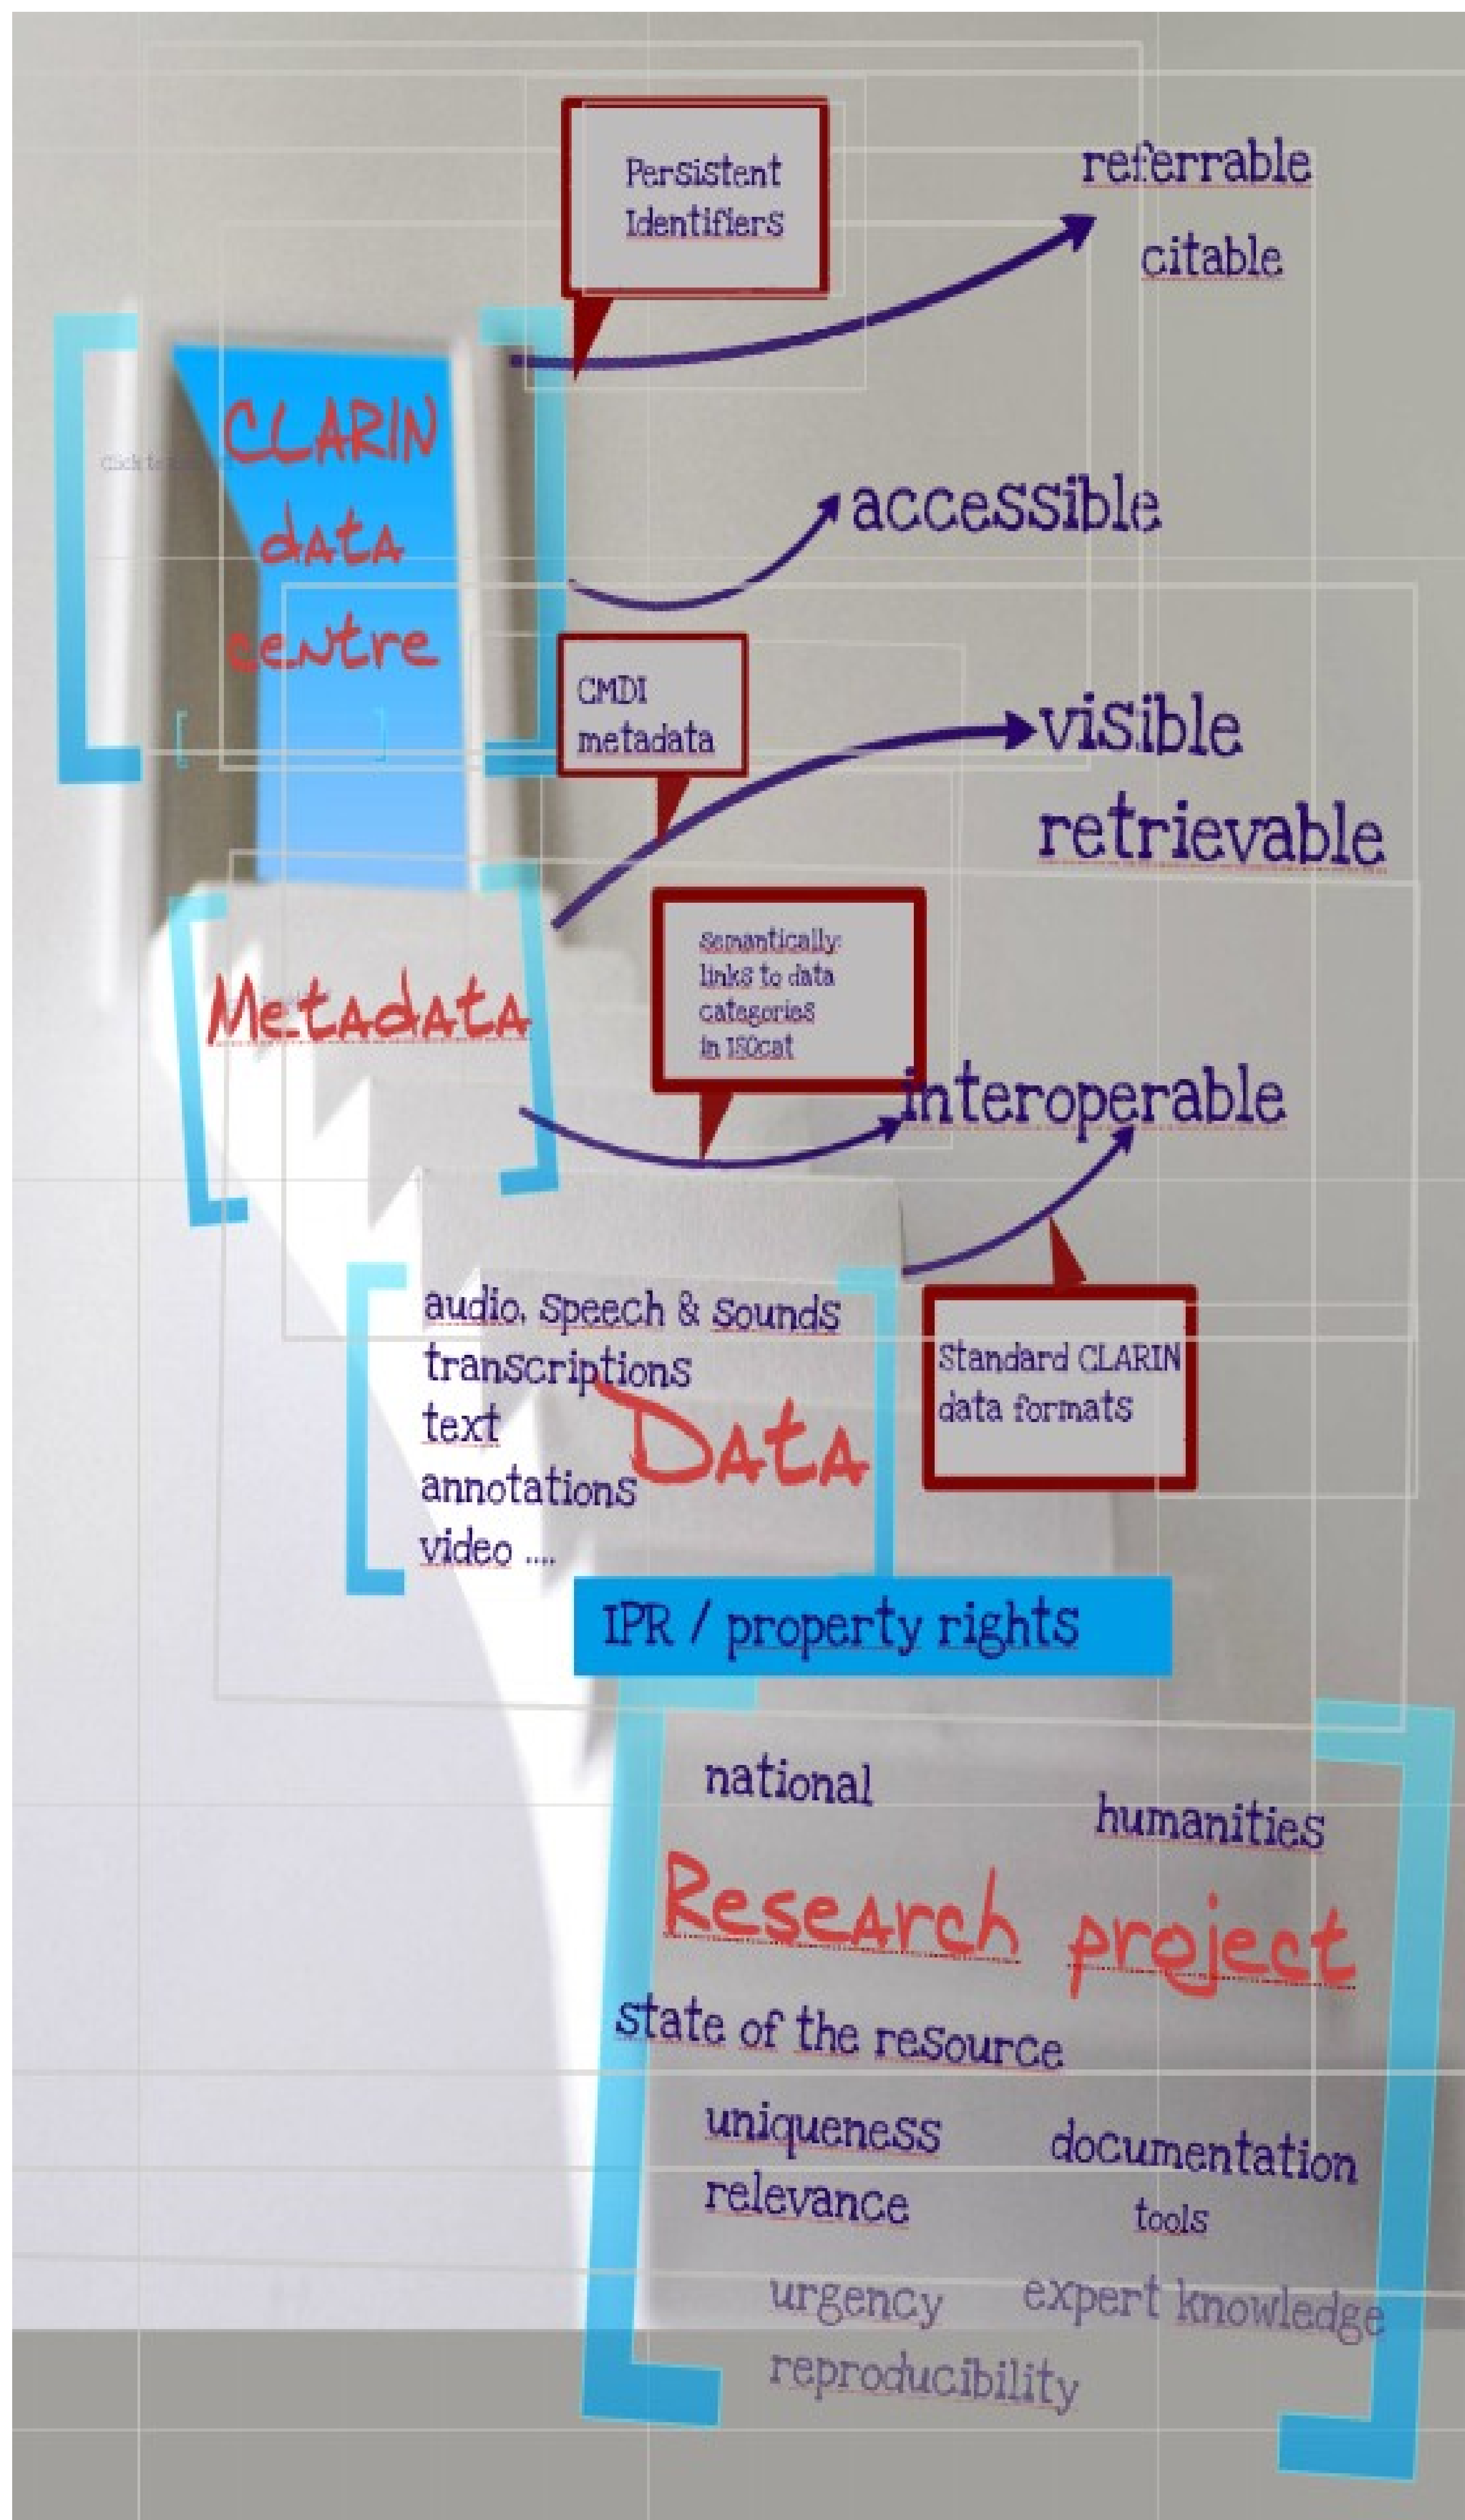 Persistent
Identifiers
referrable
citable
CLARIN
data
centre
accessible
CMDI
metadata
visible
retrievable
Metadata
Semantically:
links to data
categories
in ISOcat
interoperable
audio, speech & sounds
transcriptions
text
annotations
video ....
Data
Standard CLARIN
data formats
IPR / property rights
national
humanities
Research project
state of the resource
uniqueness
documentation
relevance
tools
urgency
expert knowledge
reproducibility